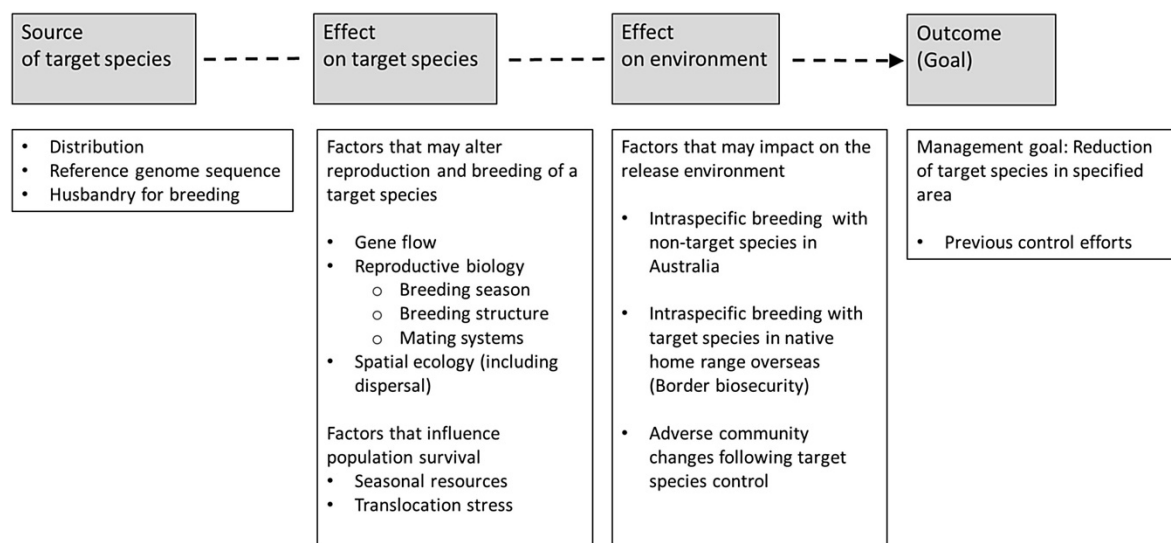 Source
of target species
Effect
on target species
Effect
on environment
Outcome
(Goal)
• Distribution
• Reference genome sequence
• Husbandry for breeding
Factors that may alter
reproduction and breeding of a
target species
• Gene flow
• Reproductive biology
o Breeding season
o Breeding structure
o Mating systems
• Spatial ecology (including
dispersal)
Factors that influence
population survival
• Seasonal resources
• Translocation stress
Factors that may impact on the
release environment
• Intraspecific breeding with
non-target species in
Australia
• Intraspecific breeding with
target species in native
home range overseas
(Border biosecurity)
• Adverse community
changes following target
species control
Management goal: Reduction
of target species in specified
area
• Previous control efforts